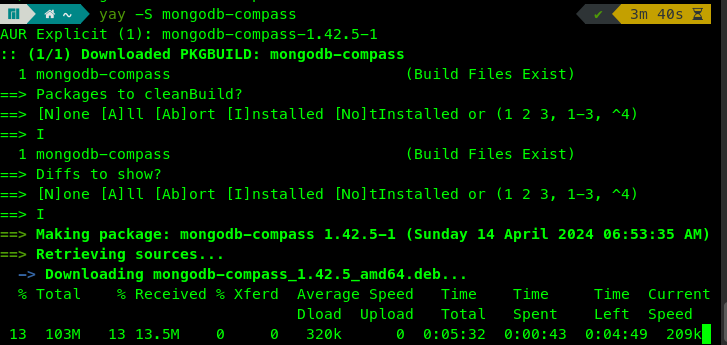 ~ yay -S mongodb-compass ✔ 3m 40s
AUR Explicit (1): mongodb-compass-1.42.5-1
:: (1/1) Downloaded PKGBUILD: mongodb-compass
1 mongodb-compass (Build Files Exist)
==> Packages to cleanBuild?
==> [N]one [A]ll [Ab]ort [I]nstalled [No]tInstalled or (1 2 3, 1-3, ^4)
==> I
1 mongodb-compass (Build Files Exist)
==> Diffs to show?
==> [N]one [A]ll [Ab]ort [I]nstalled [No]tInstalled or (1 2 3, 1-3, ^4)
==> I
==> Making package: mongodb-compass 1.42.5-1 (Sunday 14 April 2024 06:53:35 AM)
==> Retrieving sources...
-> Downloading mongodb-compass_1.42.5_amd64.deb...
% Total % Received % Xferd Average Speed Time Time Time Current
Dload Upload Total Spent Left Speed
13 103M 13 13.5M 0 0 320k 0 0:05:32 0:00:43 0:04:49 209k